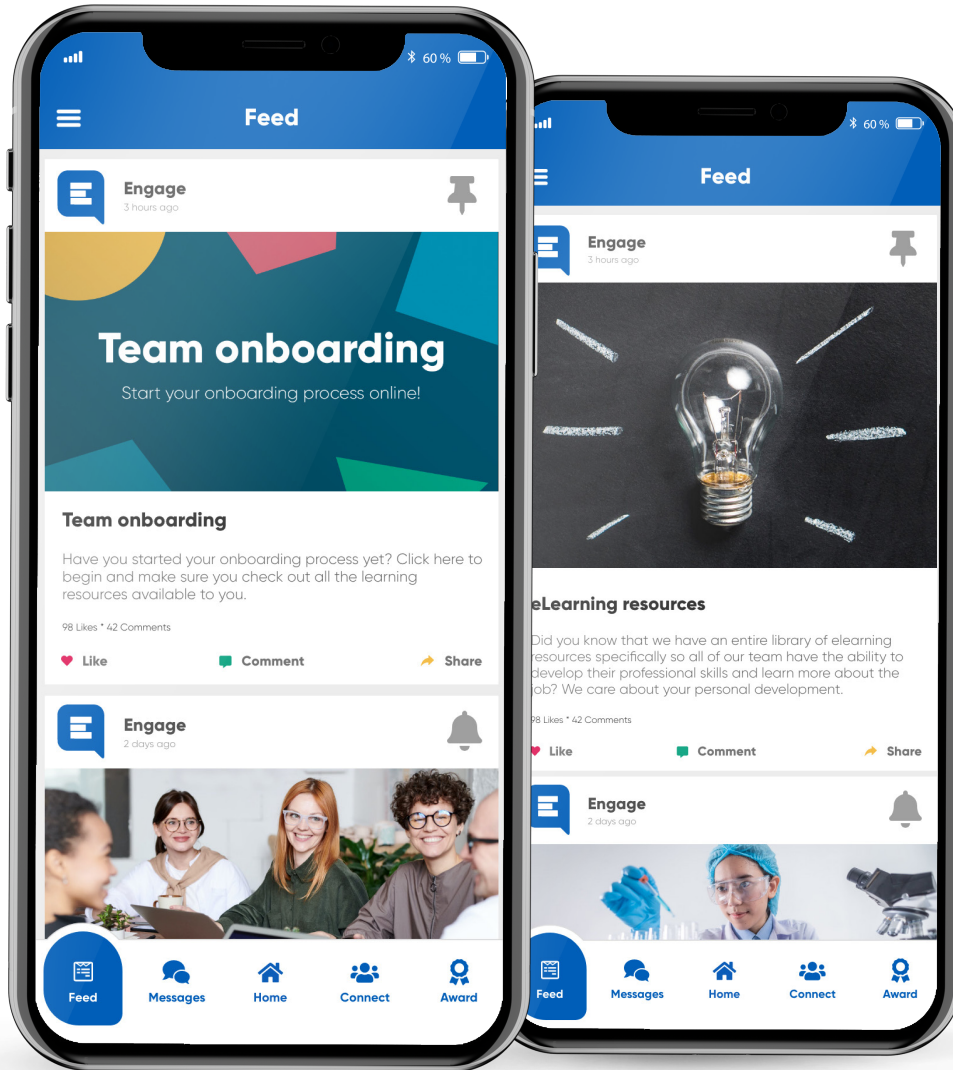 60 %
Feed
Engage
3 hours ago
Team onboarding
Start your onboarding process online!
Team onboarding
Have you started your onboarding process yet? Click here to
begin and make sure you check out all the learning
resources available to you.
98 Likes * 42 Comments
Like Comment Share
Engage
2 days ago
Feed Messages Home Connect Award
60 %
Feed
Engage
3 hours ago
eLearning resources
Did you know that we have an entire library of elearning
resources specifically so all of our team have the ability to
develop their professional skills and learn more about the
job? We care about your personal development.
98 Likes * 42 Comments
Like Comment Share
Engage
2 days ago
Feed Messages Home Connect Award